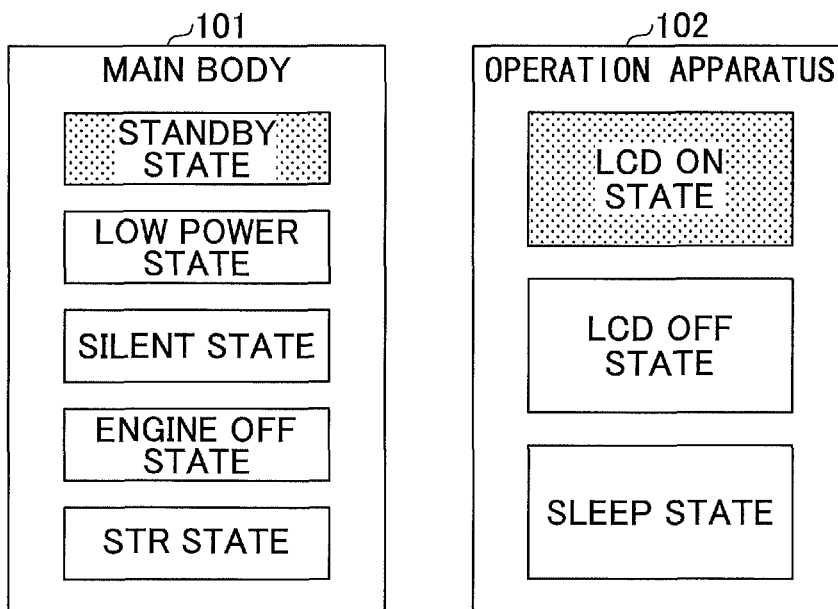 101
MAIN BODY
STANDBY
STATE
LOW POWER
STATE
SILENT STATE
ENGINE OFF
STATE
STR STATE
102
OPERATION APPARATUS
LCD ON
STATE
LCD OFF
STATE
SLEEP STATE